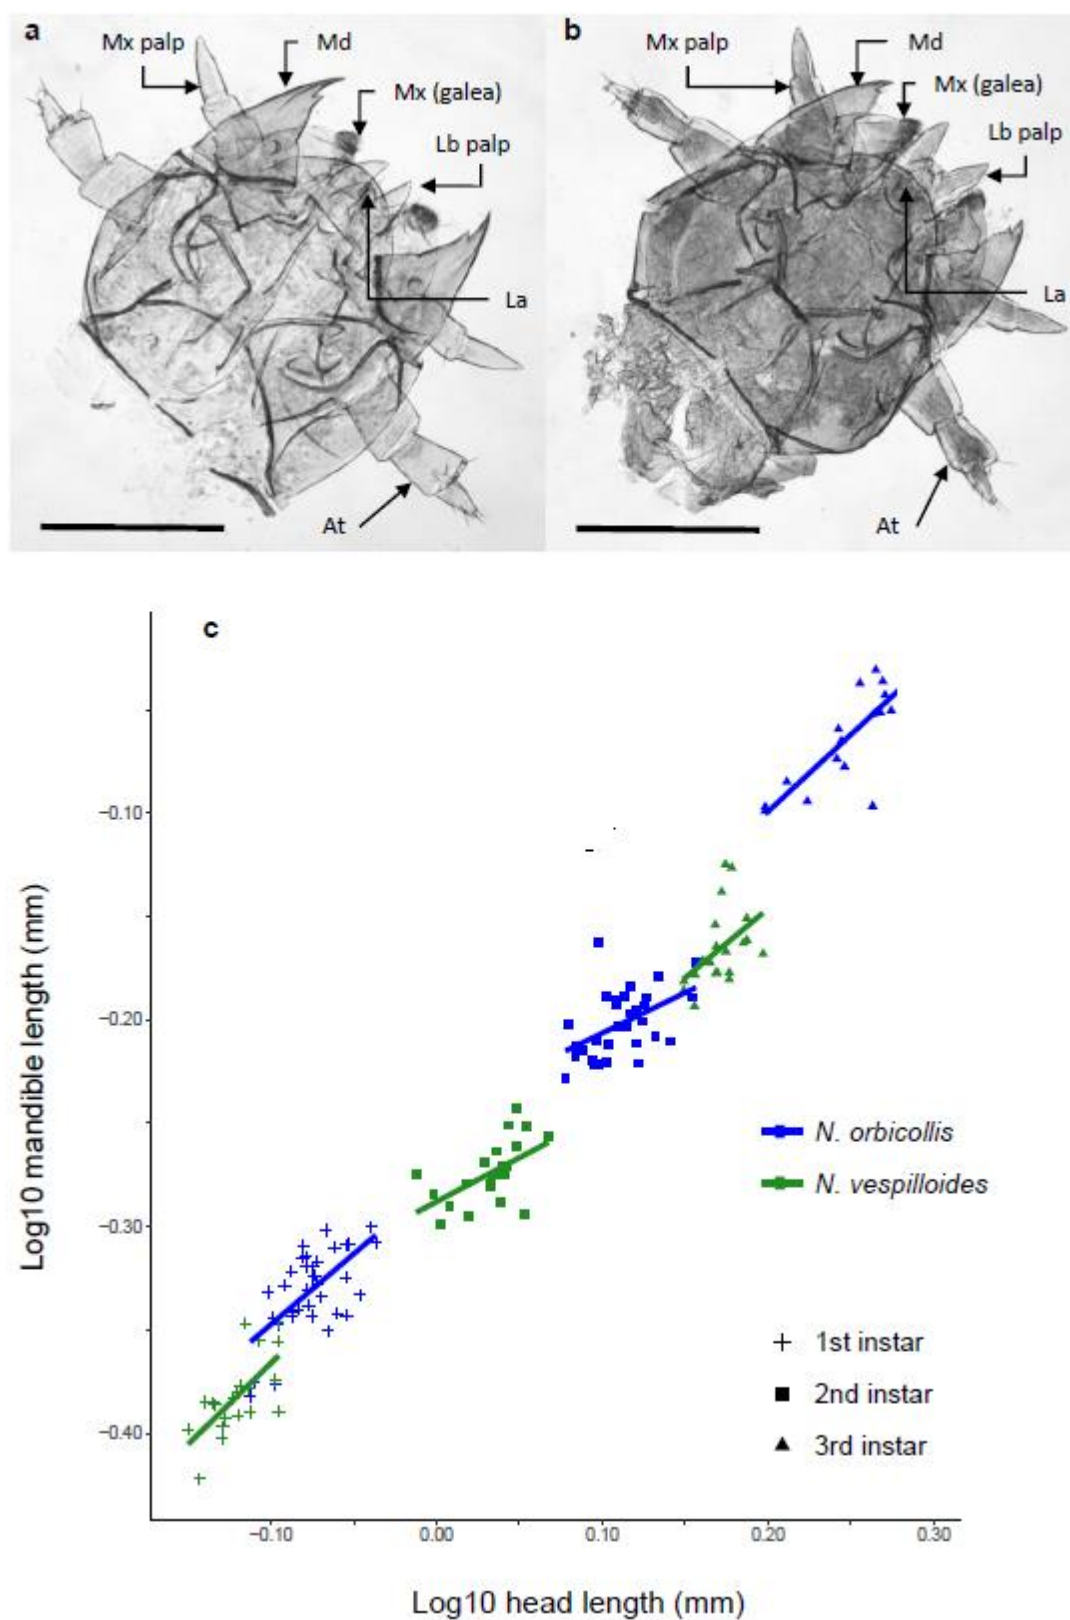 a
Mx palp
Md
Mx (galea)
Lb palp
La
At
b
Mx palp
Md
Mx (galea)
Lb palp
La
At
c
−0.10
−0.20
−0.30
−0.40
Log10 mandible length (mm)
N. orbicollis
N. vespilloides
1st instar
2nd instar
3rd instar
−0.10 0.00 0.10 0.20 0.30
Log10 head length (mm)